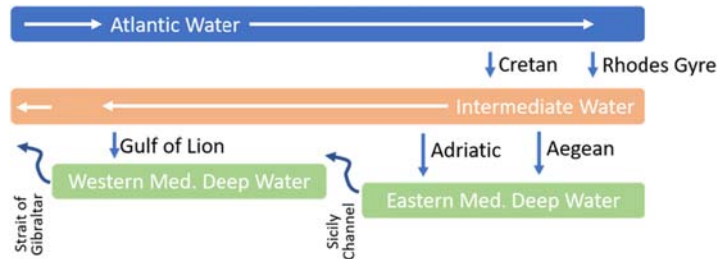 Atlantic Water
Cretan
Rhodes Gyre
Intermediate Water
Gulf of Lion
Adriatic
Aegean
Western Med. Deep Water
Eastern Med. Deep Water
Strait of
Gibraltar
Sicily
Channel